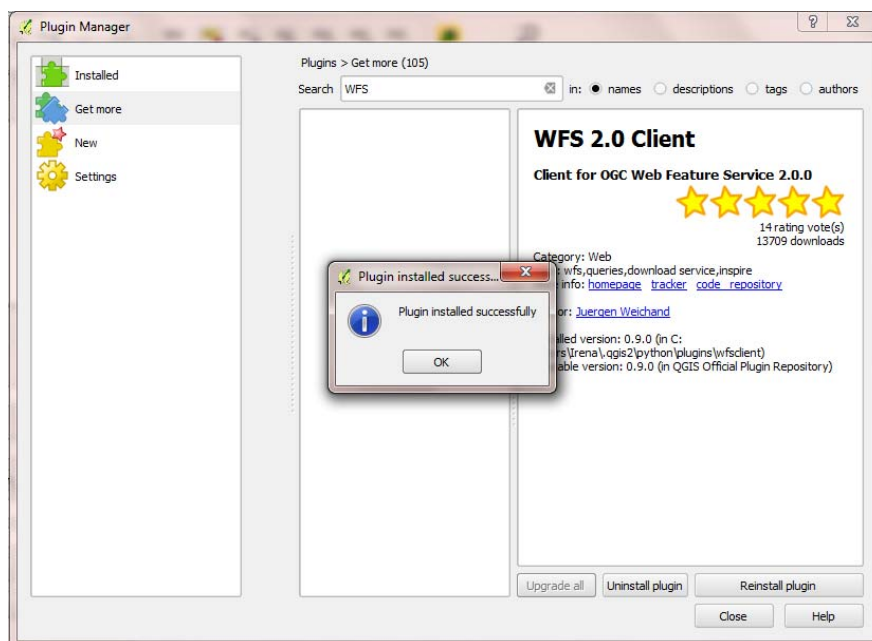 Plugin Manager
Installed
Get more
New
Settings
Plugins > Get more (105)
Search WFS in: names descriptions tags authors
WFS 2.0 Client
Client for OGC Web Feature Service 2.0.0
14 rating vote(s)
13709 downloads
Category: Web
wfs,queries,download service,inspire
info: homepage tracker code repository
Juergen Weichand
version: 0.9.0 (in C:
\Irena\.qgis2\python\plugins\wfsclient)
version: 0.9.0 (in QGIS Official Plugin Repository)
Plugin installed success...
Plugin installed successfully
OK
Upgrade all Uninstall plugin Reinstall plugin
Close Help